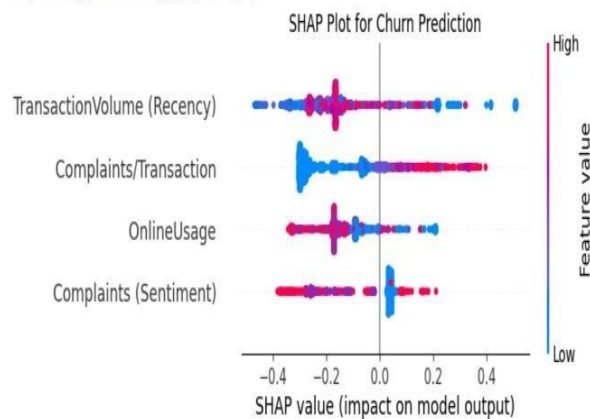 SHAP Plot for Churn Prediction
High
TransactionVolume (Recency)
Complaints/Transaction
OnlineUsage
Complaints (Sentiment)
Feature value
Low
−0.4 −0.2 0.0 0.2 0.4
SHAP value (impact on model output)